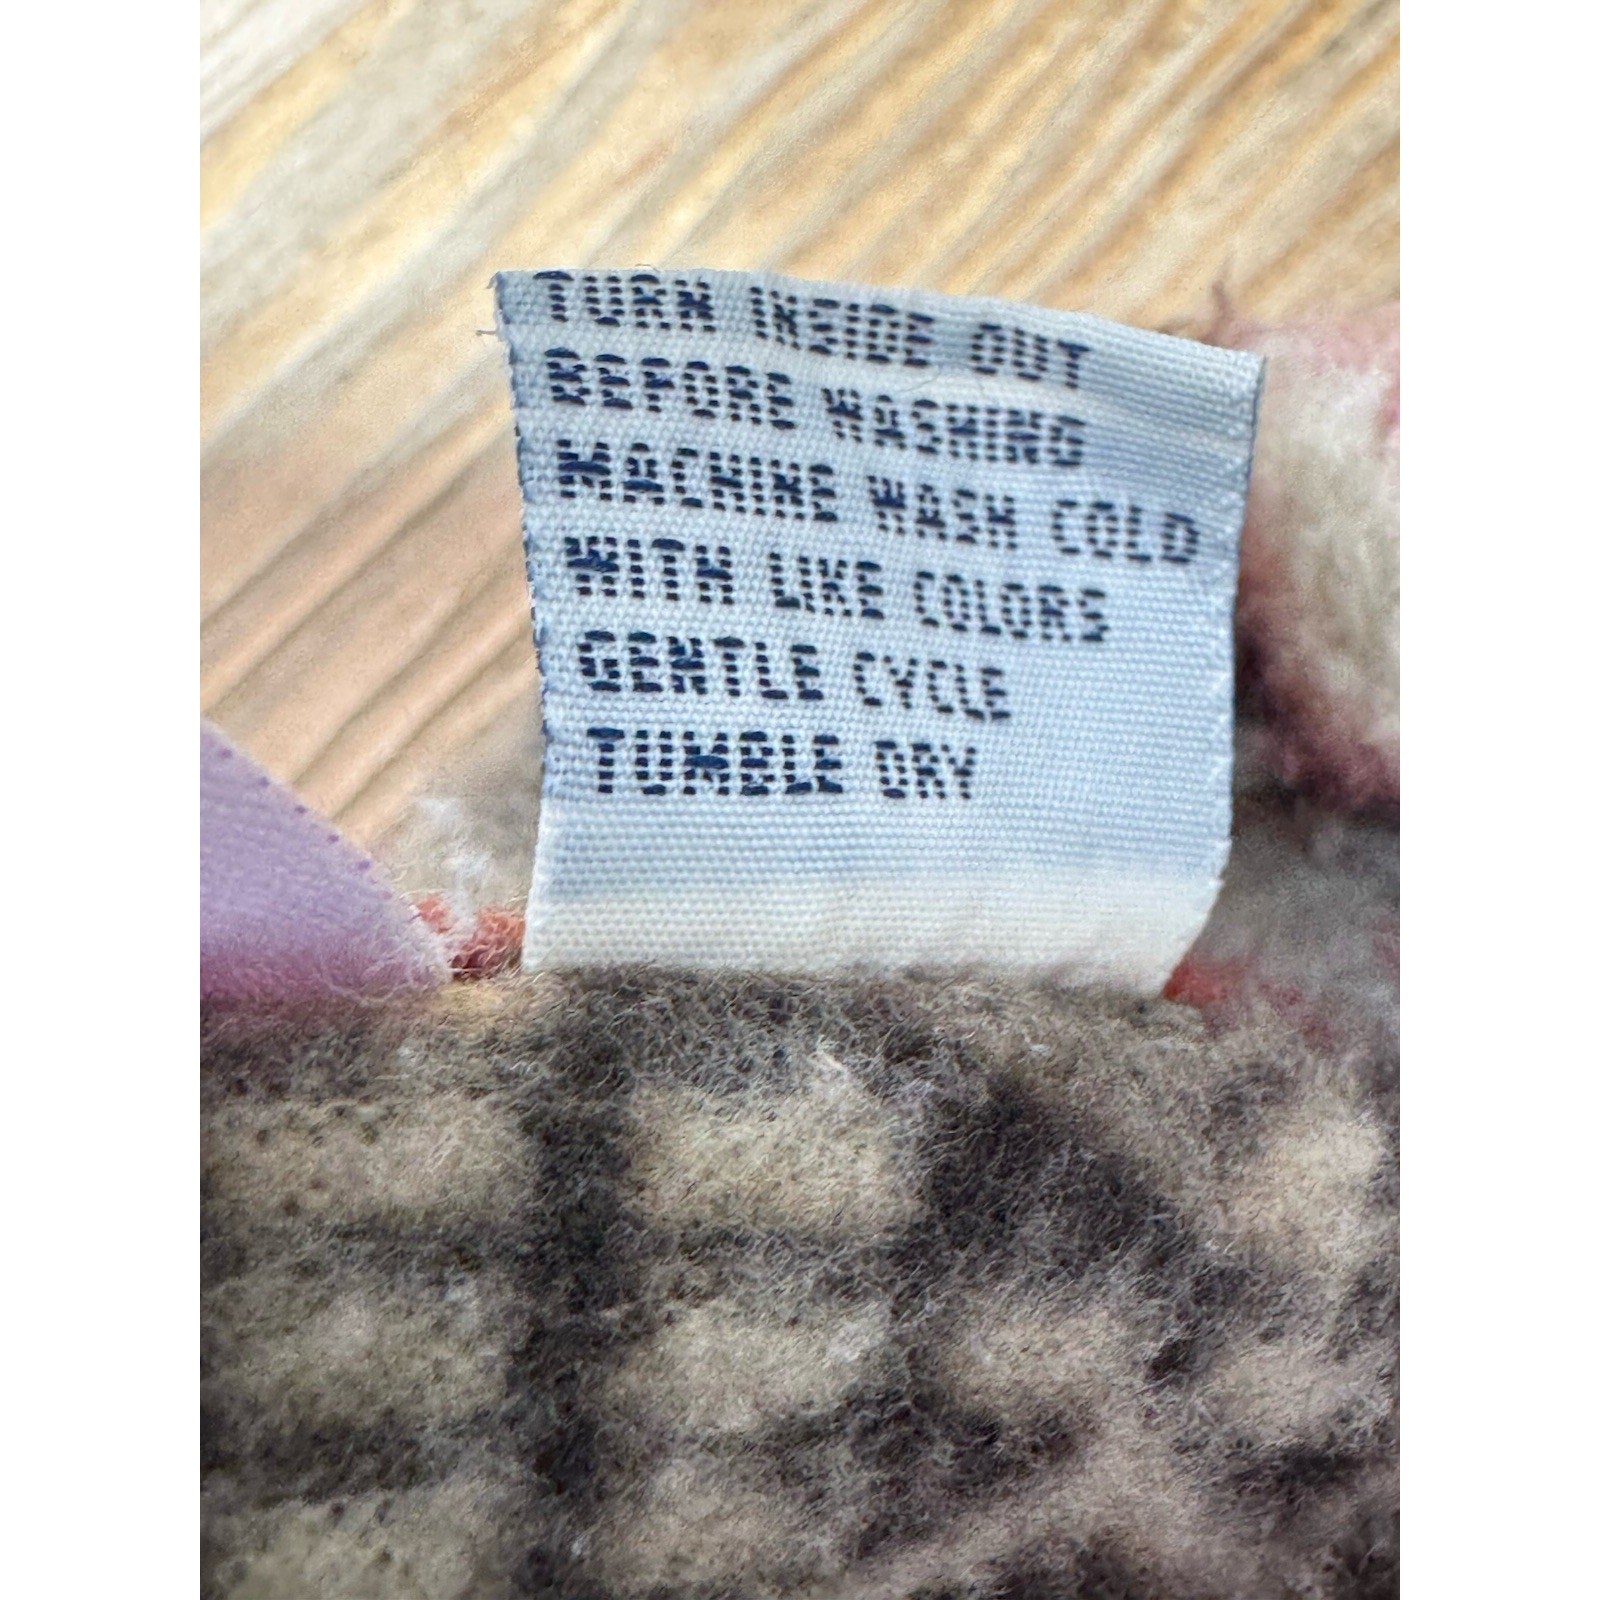 TURN INSIDE OUT
BEFORE WASHING
MACHINE WASH COLD
WITH LIKE COLORS
GENTLE CYCLE
TUMBLE DRY